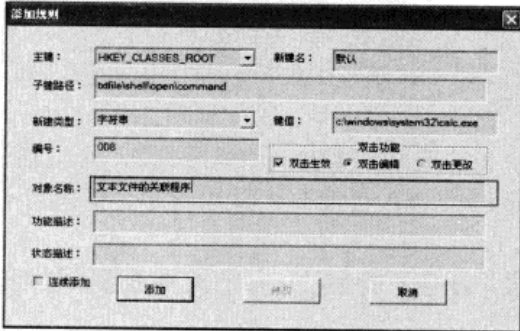 添加规则
主键： HKEY_CLASSES_ROOT 新建名： 默认
子键路径： txtfile\shell\open\command
新建类型： 字符串 键值： c:\windows\system32\calc.exe
编号： 008 双击功能
双击生效 双击编辑 双击更改
对象名称： 文本文件的关联程序
功能描述：
状态描述：
连续添加 添加 修改 取消